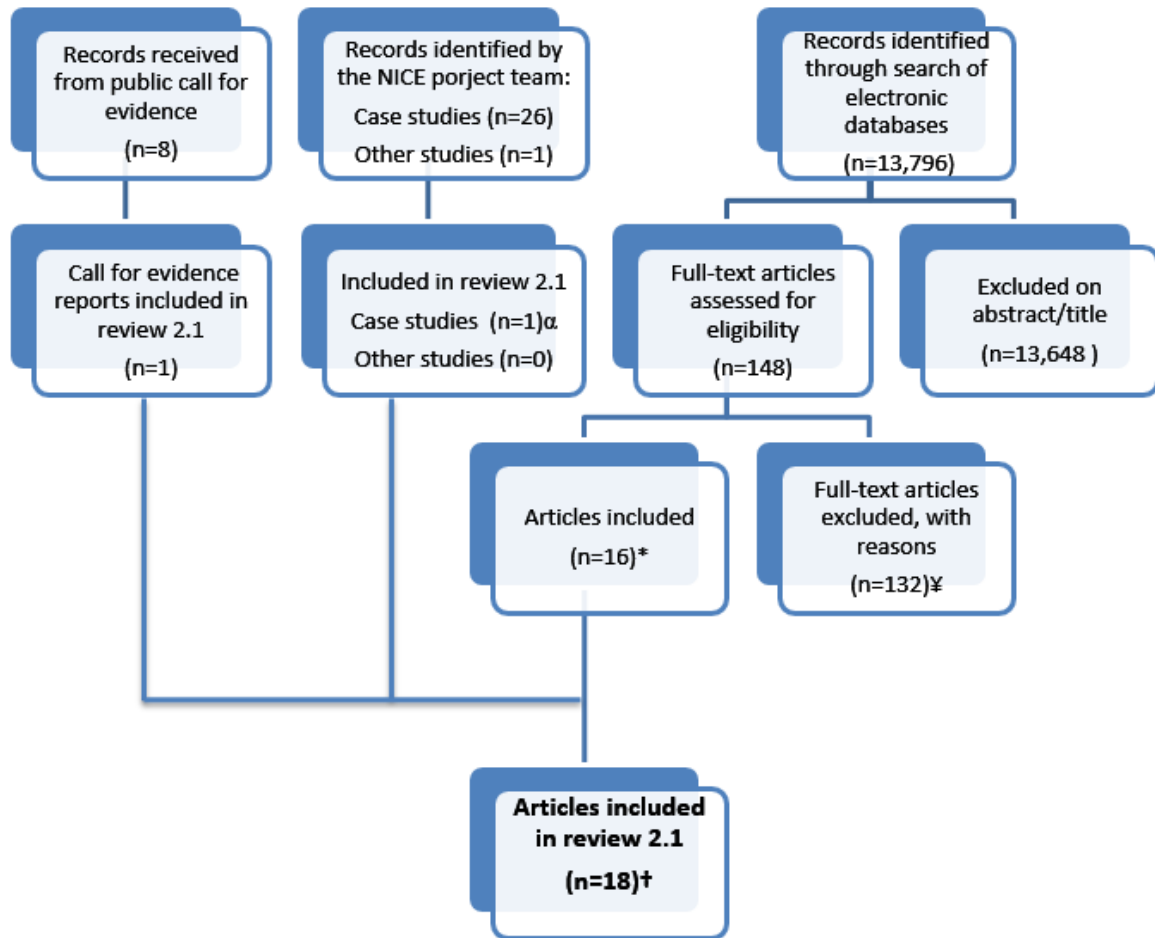 Records received
from public call for
evidence
(n=8)
Records identified by
the NICE porject team:
Case studies (n=26)
Other studies (n=1)
Records identified
through search of
electronic
databases
(n=13,796)
Call for evidence
reports included in
review 2.1
(n=1)
Included in review 2.1
Case studies (n=1)α
Other studies (n=0)
Full-text articles
assessed for
eligibility
(n=148)
Excluded on
abstract/title
(n=13,648 )
Articles included
(n=16)*
Full-text articles
excluded, with
reasons
(n=132)¥
Articles included
in review 2.1
(n=18)†